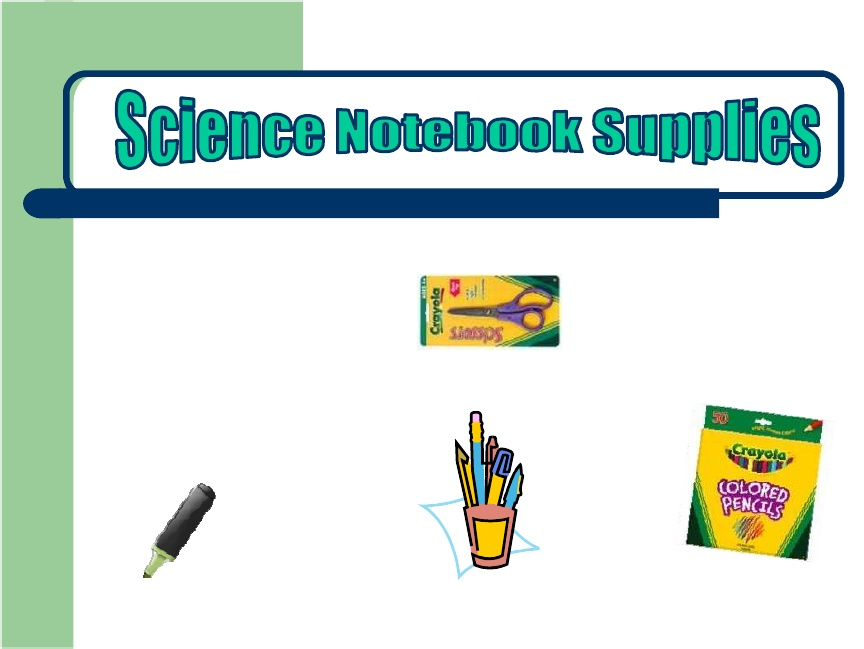 Science Notebook Supplies
Crayola
Scissors
50
Crayola
COLORED
PENCILS